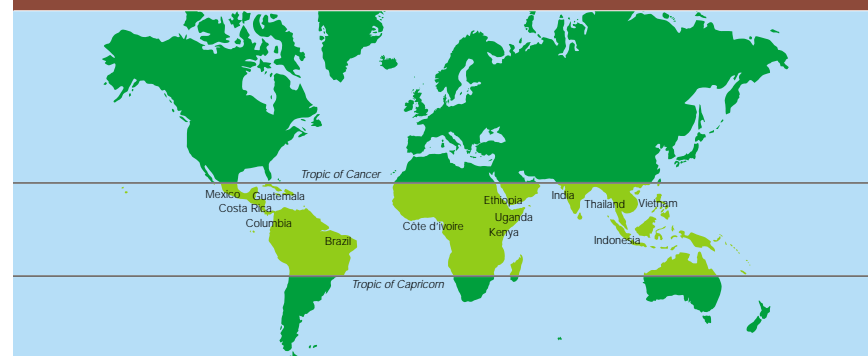 Tropic of Cancer
Mexico
Guatemala
Costa Rica
Columbia
Brazil
Côte d'ivoire
Ethiopia
Uganda
Kenya
India
Thailand
Vietnam
Indonesia
Tropic of Capricorn